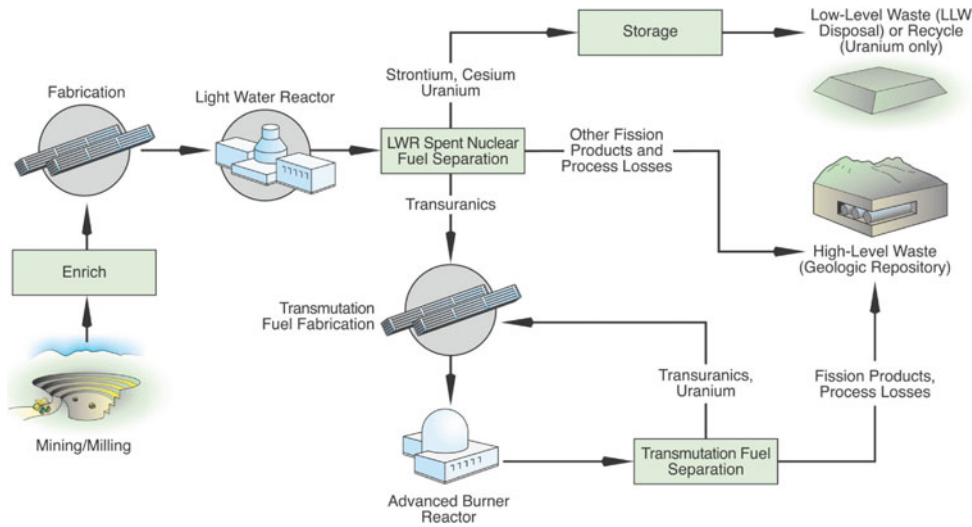 Low-Level Waste (LLW
Disposal) or Recycle
(Uranium only)
Storage
Strontium, Cesium
Uranium
Fabrication
Light Water Reactor
LWR Spent Nuclear
Fuel Separation
Other Fission
Products and
Process Losses
Transuranics
High-Level Waste
(Geologic Repository)
Enrich
Transmutation
Fuel Fabrication
Mining/Milling
Transuranics,
Uranium
Fission Products,
Process Losses
Transmutation Fuel
Separation
Advanced Burner
Reactor